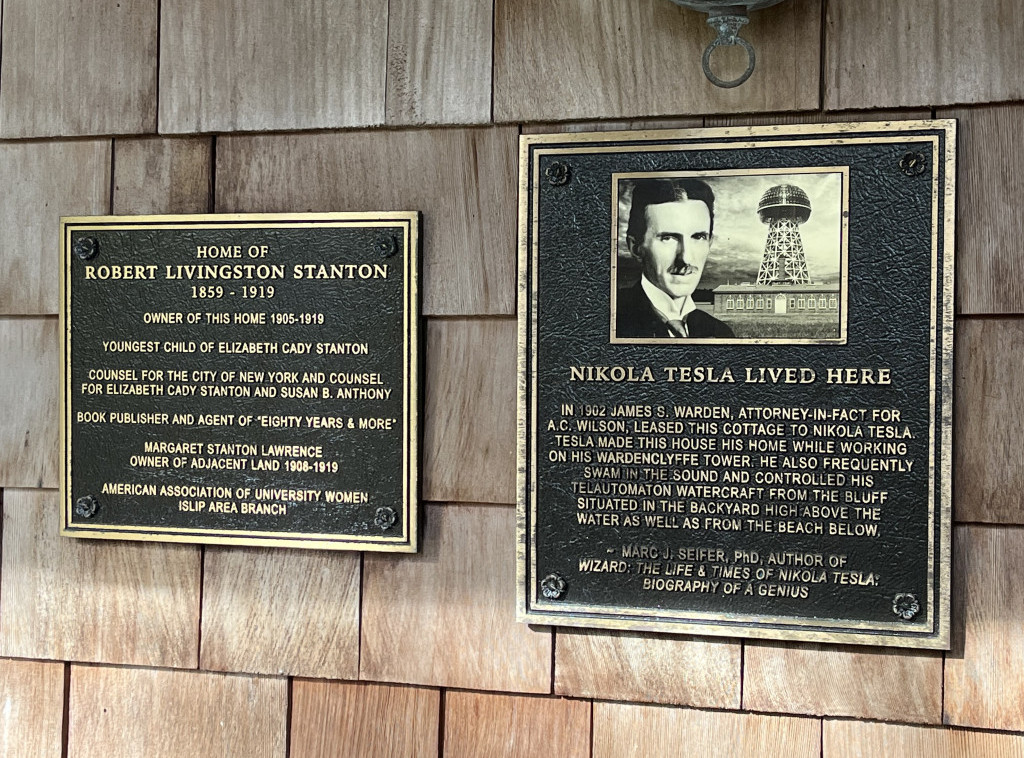 HOME OF
ROBERT LIVINGSTON STANTON
1859 - 1919
OWNER OF THIS HOME 1905-1919
YOUNGEST CHILD OF ELIZABETH CADY STANTON
COUNSEL FOR THE CITY OF NEW YORK AND COUNSEL
FOR ELIZABETH CADY STANTON AND SUSAN B. ANTHONY
BOOK PUBLISHER AND AGENT OF "EIGHTY YEARS & MORE"
MARGARET STANTON LAWRENCE
OWNER OF ADJACENT LAND 1908-1919
AMERICAN ASSOCIATION OF UNIVERSITY WOMEN
ISLIP AREA BRANCH
NIKOLA TESLA LIVED HERE
IN 1902 JAMES S. WARDEN, ATTORNEY-IN-FACT FOR
A.C. WILSON, LEASED THIS COTTAGE TO NIKOLA TESLA.
TESLA MADE THIS HOUSE HIS HOME WHILE WORKING
ON HIS WARDENCLYFFE TOWER. HE ALSO FREQUENTLY
SWAM IN THE SOUND AND CONTROLLED HIS
TELAUTOMATON WATERCRAFT FROM THE BLUFF
SITUATED IN THE BACKYARD HIGH ABOVE THE
WATER AS WELL AS FROM THE BEACH BELOW.
~ MARC J. SEIFER, PhD, AUTHOR OF
WIZARD: THE LIFE & TIMES OF NIKOLA TESLA:
BIOGRAPHY OF A GENIUS